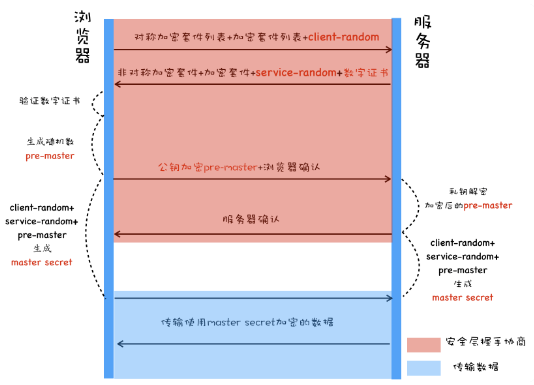 浏览器
服务器
对称加密套件列表+加密套件列表+client-random
非对称加密套件+加密套件+service-random+数字证书
验证数字证书
生成随机数
pre-master
公钥加密pre-master+浏览器确认
私钥解密
加密后的pre-master
client-random+
service-random+
pre-master
生成
master secret
服务器确认
client-random+
service-random+
pre-master
生成
master secret
传输使用master secret加密的数据
安全层握手协商
传输数据